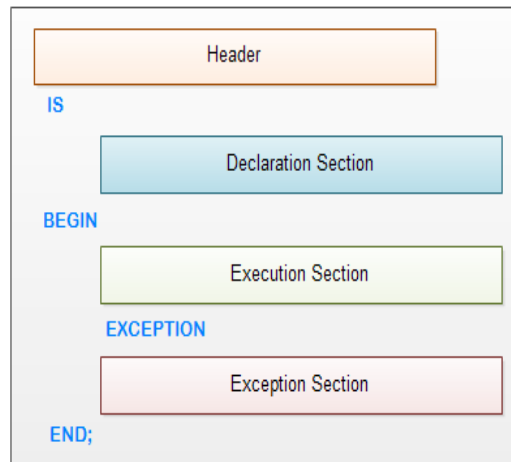 Header
IS
Declaration Section
BEGIN
Execution Section
EXCEPTION
Exception Section
END;